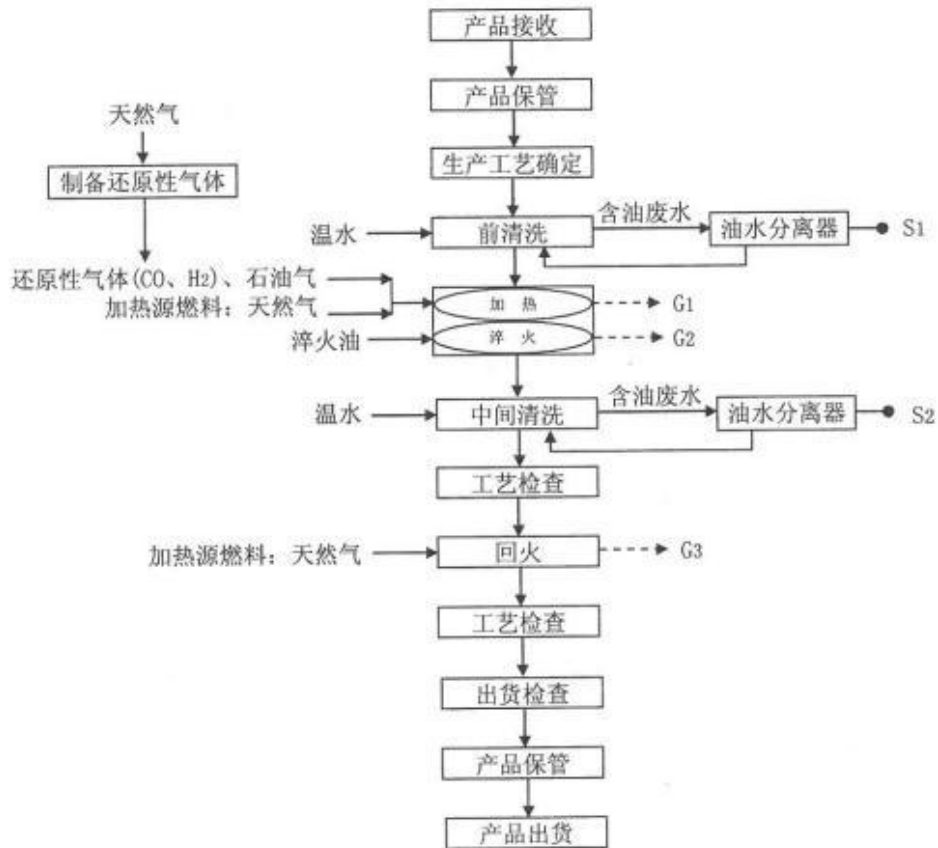 产品接收
产品保管
天然气
制备还原性气体
生产工艺确定
温水
前清洗
含油废水
油水分离器
S1
还原性气体(CO、H2)、石油气
加热源燃料：天然气
加热
G1
淬火油
淬火
G2
温水
中间清洗
含油废水
油水分离器
S2
工艺检查
加热源燃料：天然气
回火
G3
工艺检查
出货检查
产品保管
产品出货